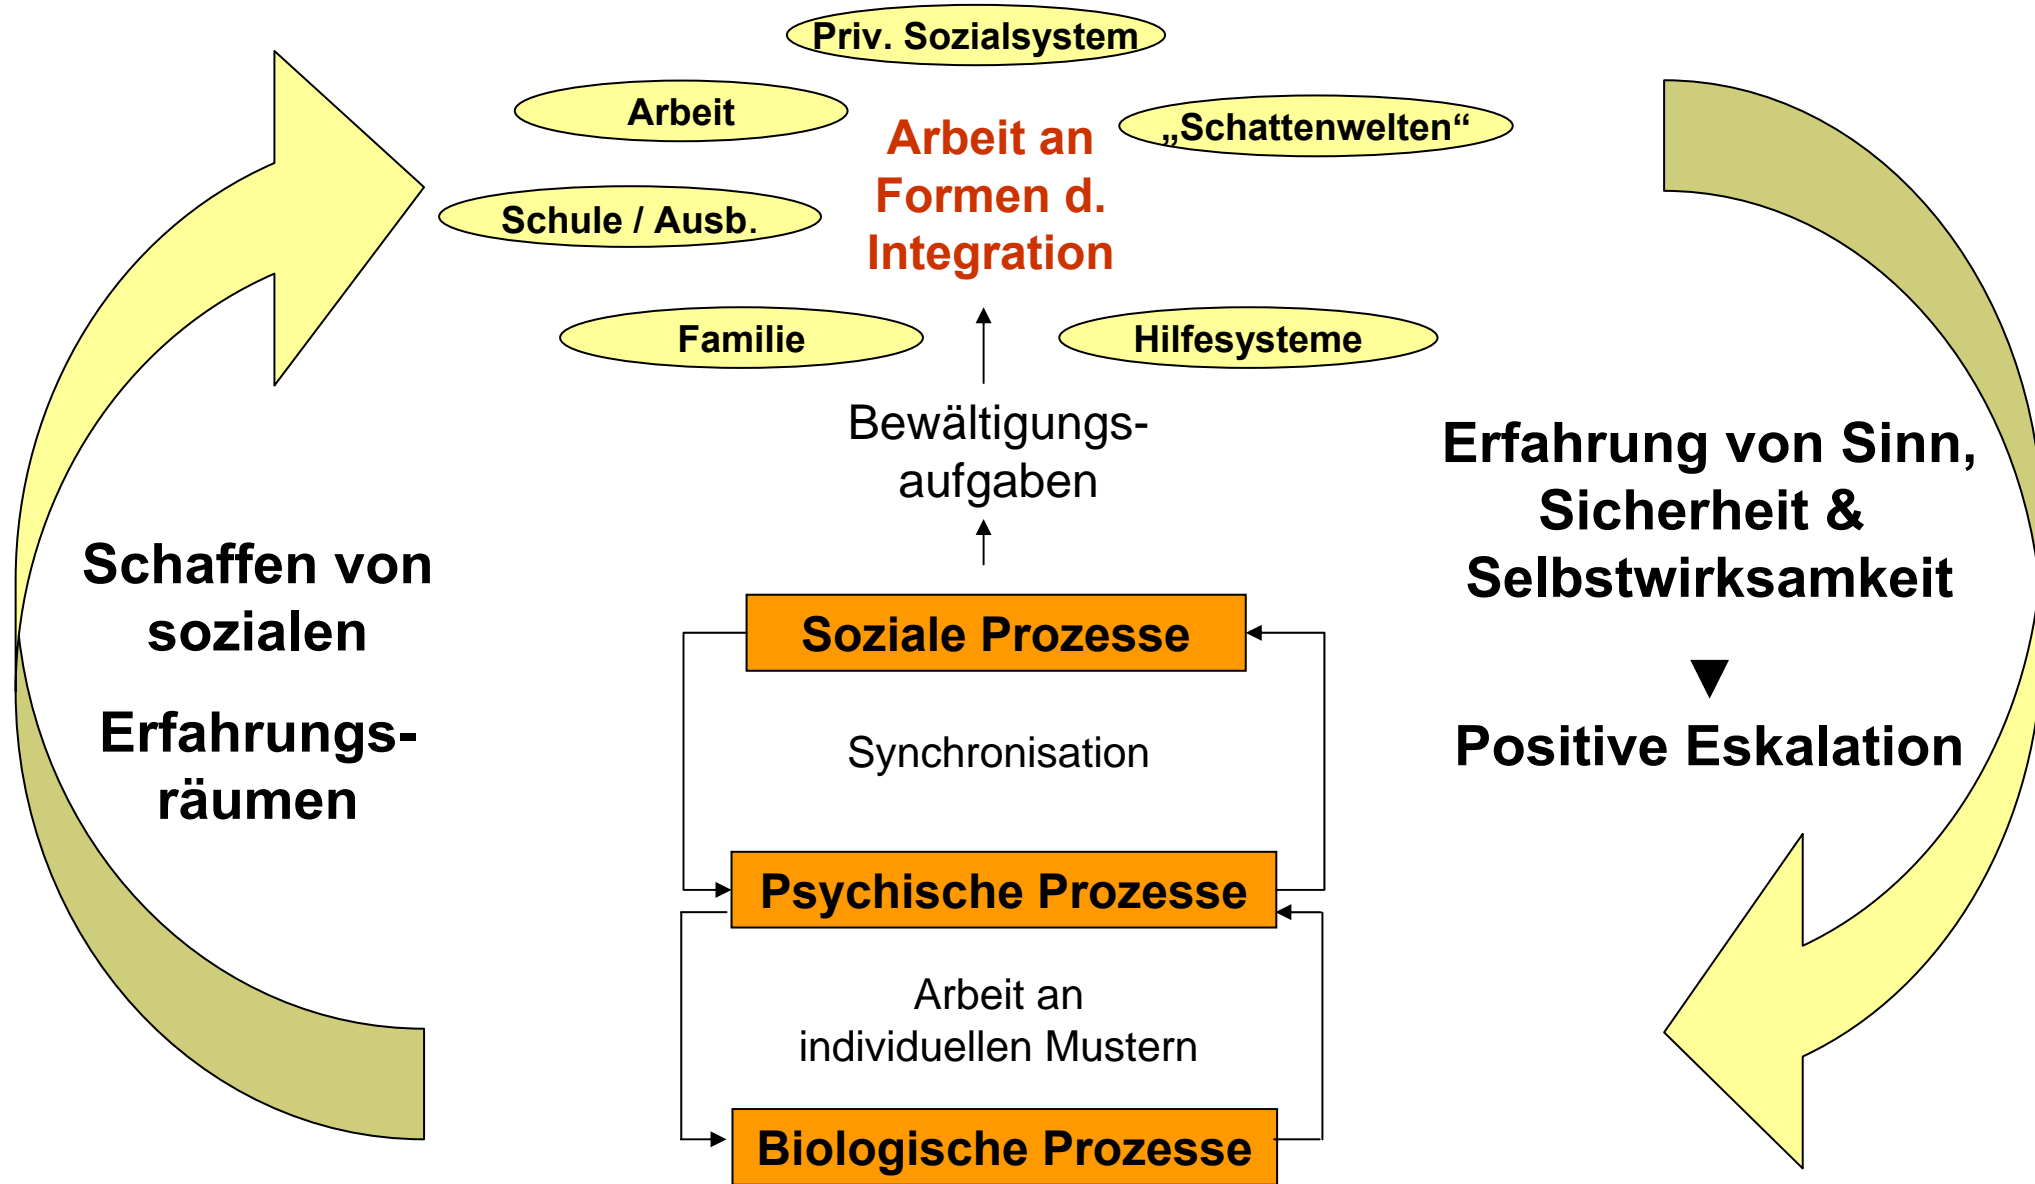 Priv. Sozialsystem
Arbeit
„Schattenwelten“
Arbeit an
Formen d.
Integration
Schule / Ausb.
Familie
Hilfesysteme
Bewältigungs-
aufgaben
Schaffen von
sozialen
Erfahrungs-
räumen
Erfahrung von Sinn,
Sicherheit &
Selbstwirksamkeit
Positive Eskalation
Soziale Prozesse
Synchronisation
Psychische Prozesse
Arbeit an
individuellen Mustern
Biologische Prozesse